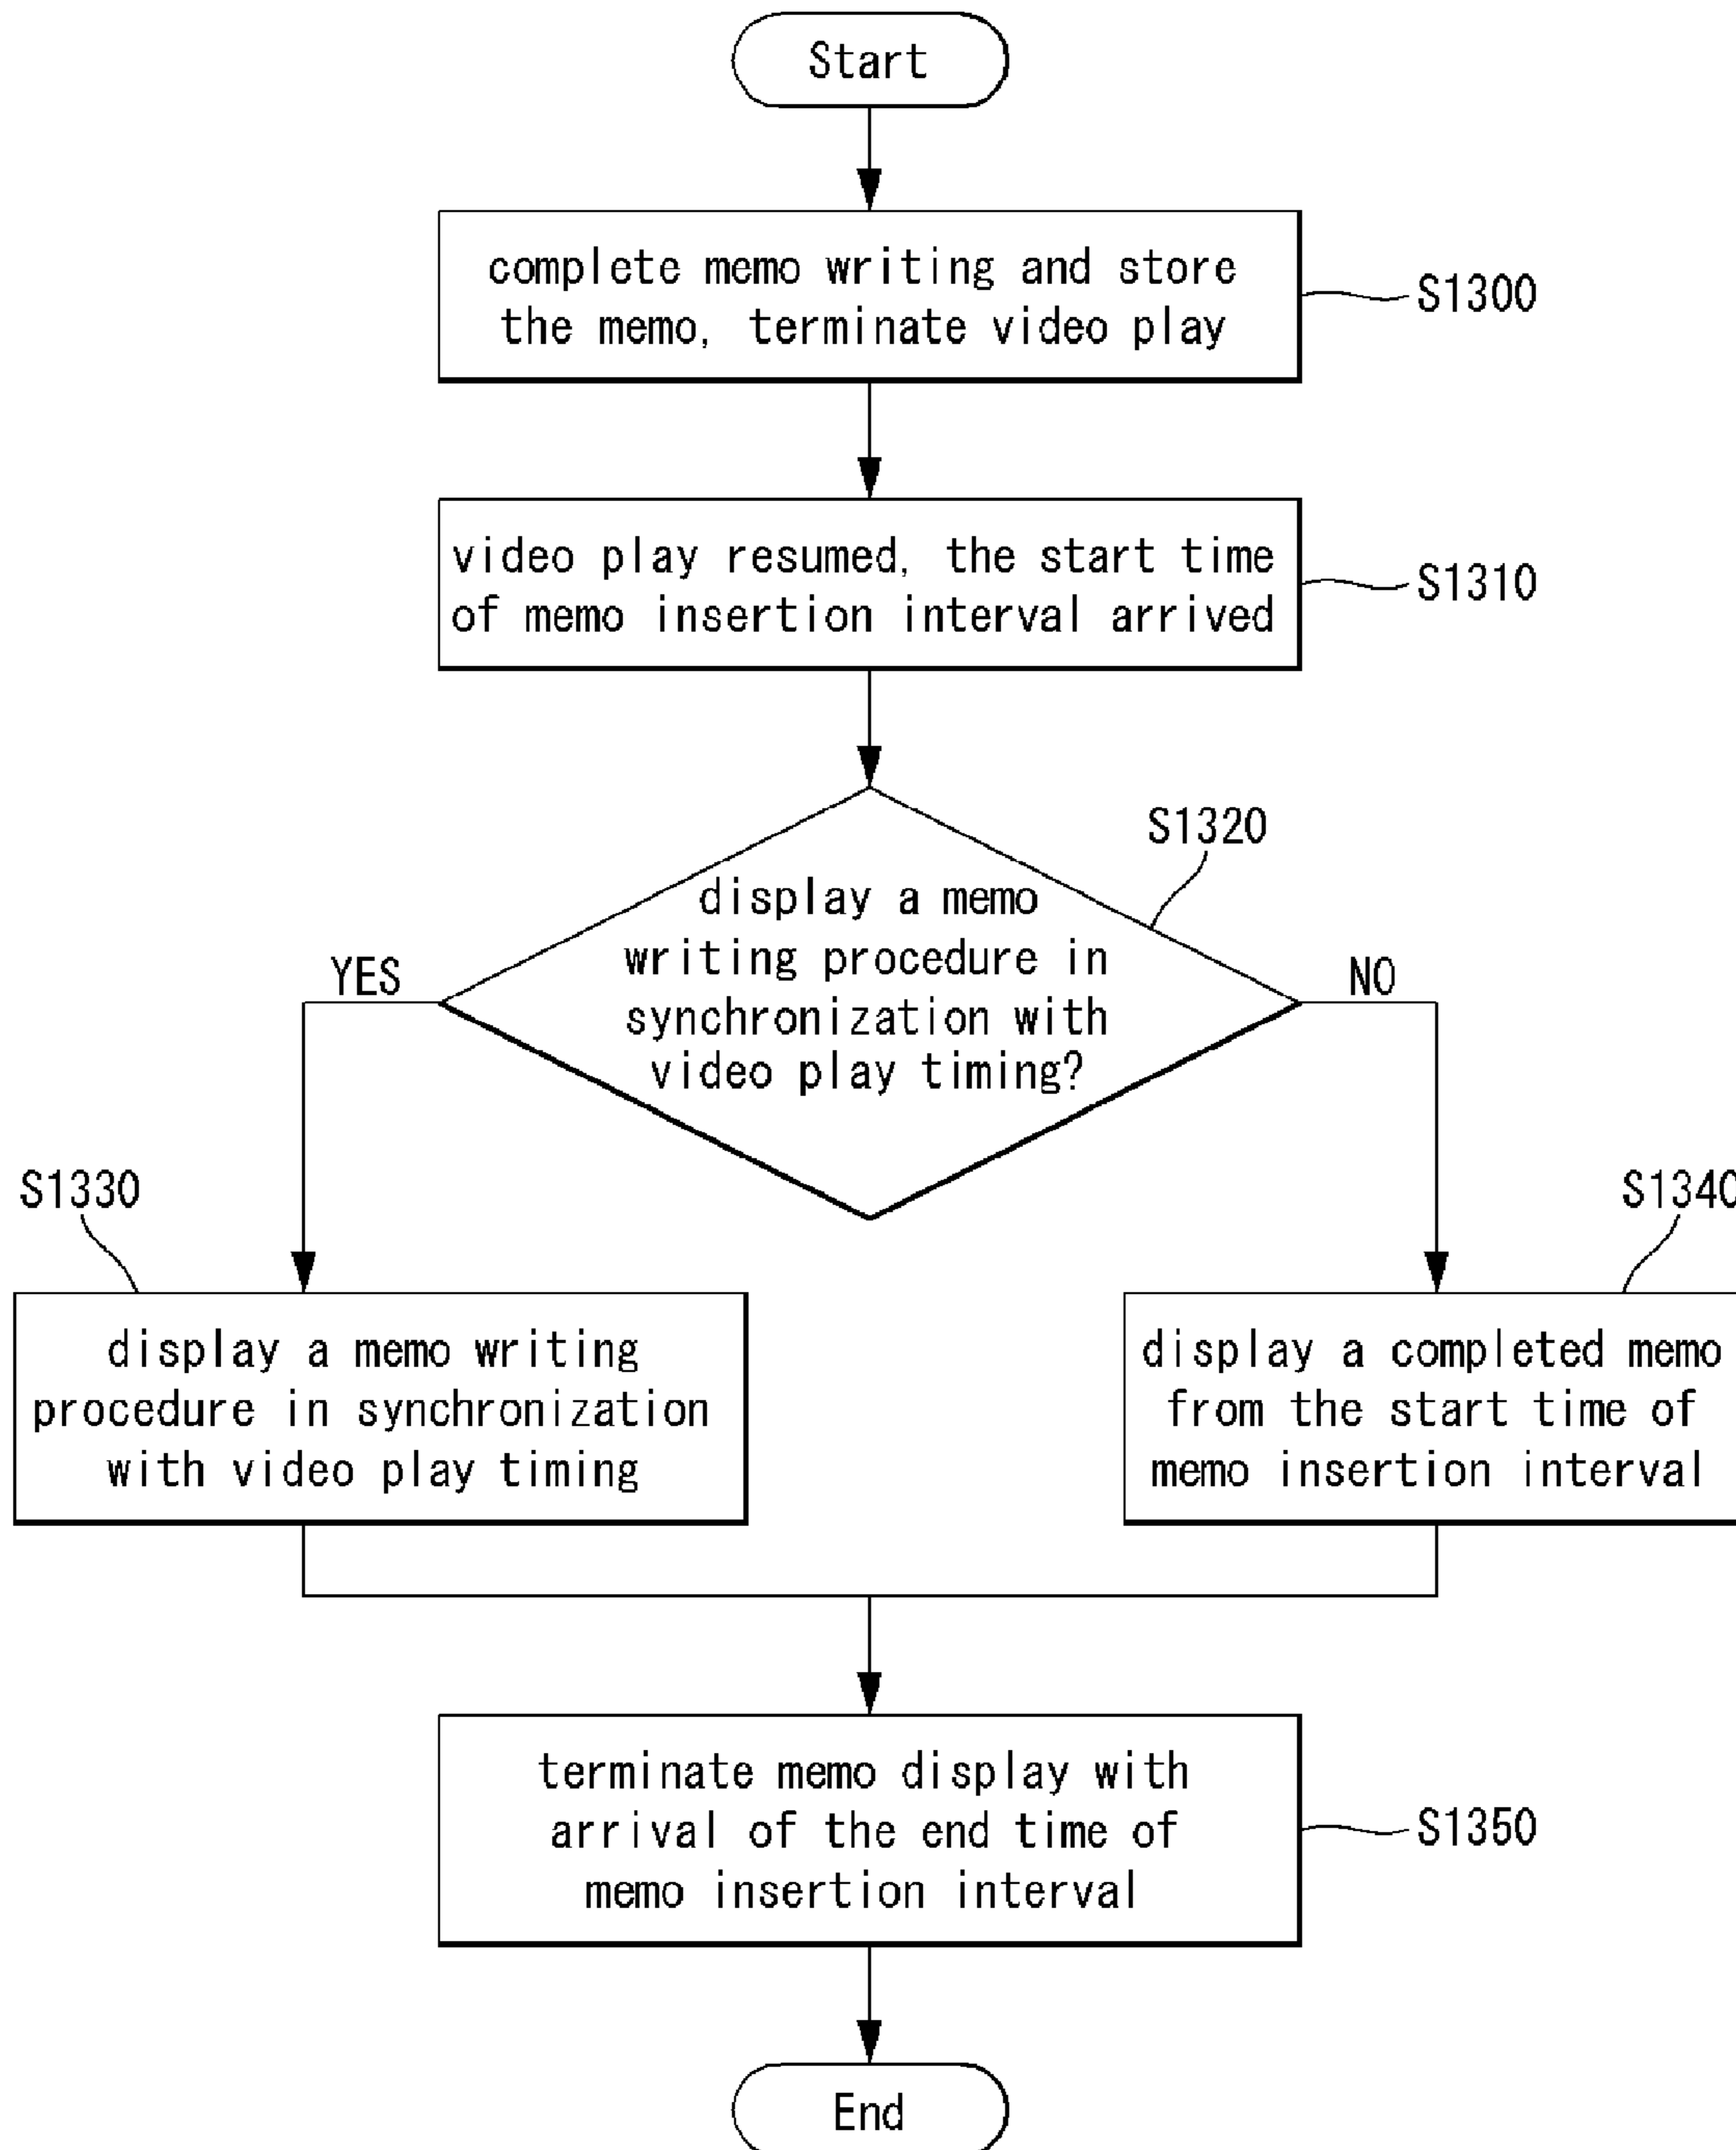 Start
complete memo writing and store
the memo, terminate video play
S1300
video play resumed, the start time
of memo insertion interval arrived
S1310
S1320
display a memo
writing procedure in
synchronization with
video play timing?
YES
NO
S1330
display a memo writing
procedure in synchronization
with video play timing
S1340
display a completed memo
from the start time of
memo insertion interval
terminate memo display with
arrival of the end time of
memo insertion interval
S1350
End